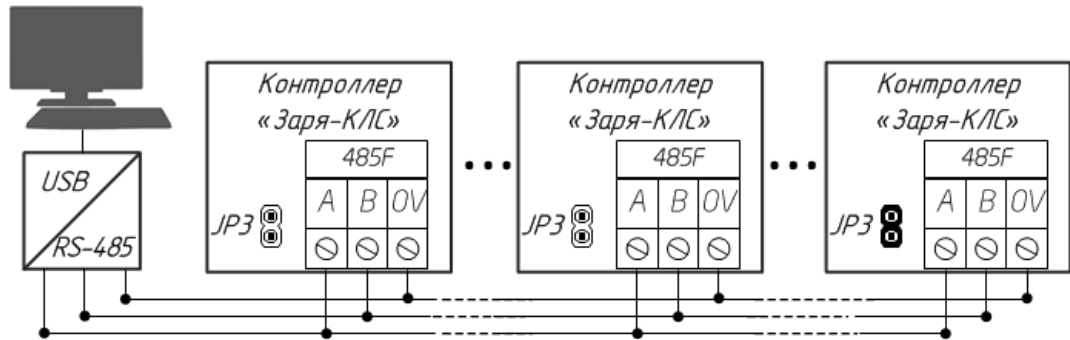 USB
RS-485
Контроллер
«Заря-КЛС»
485F
A B 0V
JP3
Контроллер
«Заря-КЛС»
485F
A B 0V
JP3
Контроллер
«Заря-КЛС»
485F
A B 0V
JP3